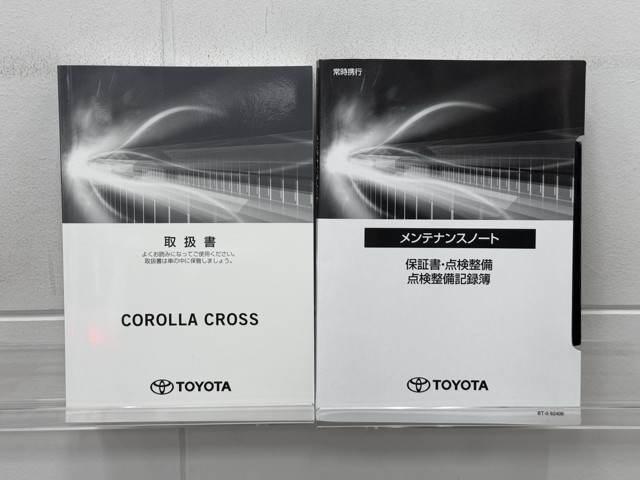 取扱書
よくお読みになってご使用ください。
取扱書は車の中に保管しましょう。
COROLLA CROSS
TOYOTA
常時携行
メンテナンスノート
保証書・点検整備
点検整備記録簿
TOYOTA